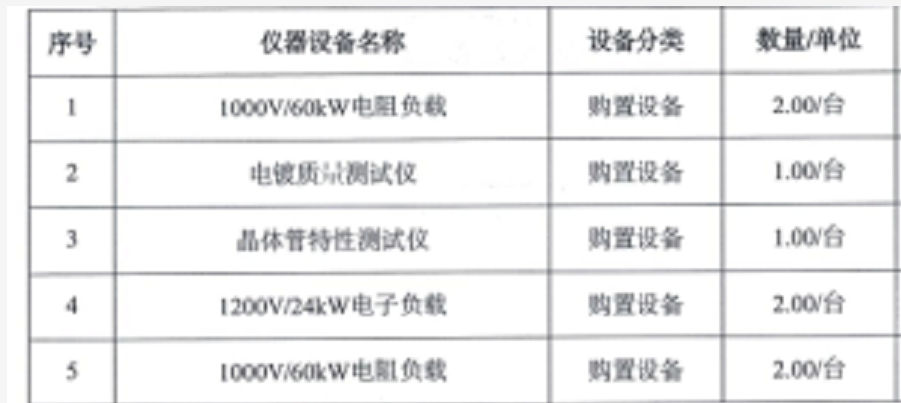 序号 仪器设备名称 设备分类 数量/单位
1 1000V/60kW电阻负载 购置设备 2.00/台
2 电镀质量测试仪 购置设备 1.00/台
3 晶体管特性测试仪 购置设备 1.00/台
4 1200V/24kW电子负载 购置设备 2.00/台
5 1000V/60kW电阻负载 购置设备 2.00/台